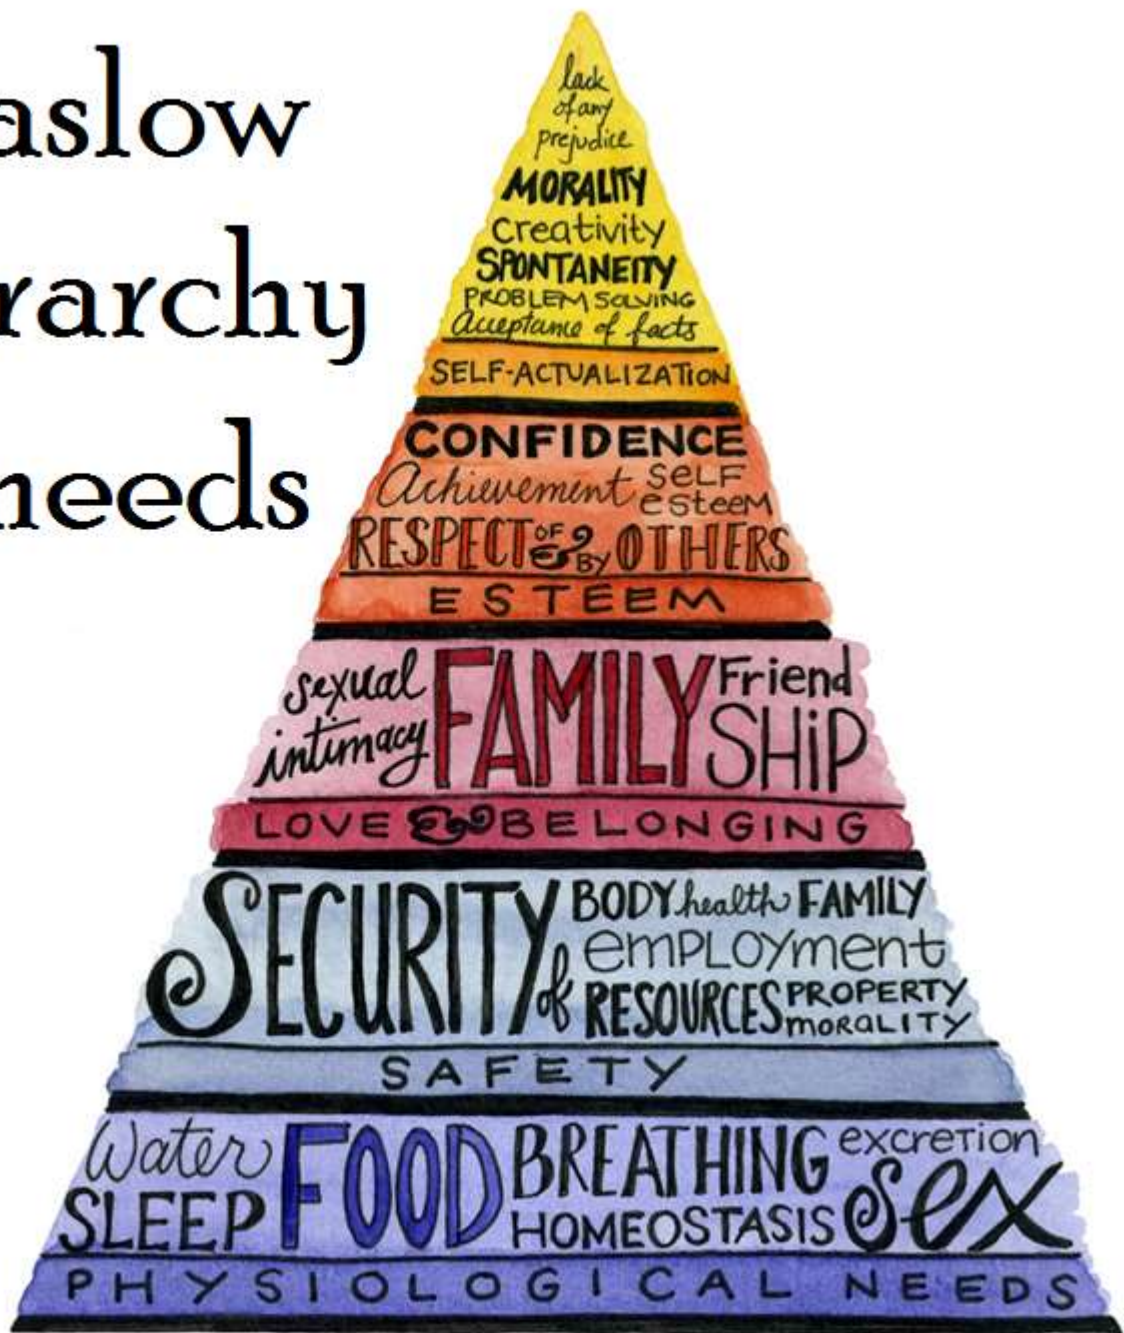 aslow
rarchy
needs
lack
of any
prejudice
MORALITY
creativity
SPONTANEITY
PROBLEM SOLVING
Acceptance of facts
SELF-ACTUALIZATION
CONFIDENCE
Achievement SELF
esteem
RESPECT OF & BY OTHERS
ESTEEM
sexual FAMILY Friend
intimacy SHiP
LOVE & BELONGING
SECURITY of BODY health FAMILY
emPLOyment
RESOURCES PROPERTY
moRaLITY
SAFETY
Water FOOD BREATHING excreTion
SLEEP HOMEOSTASIS Sex
PHYSIOLOGICAL NEEDS